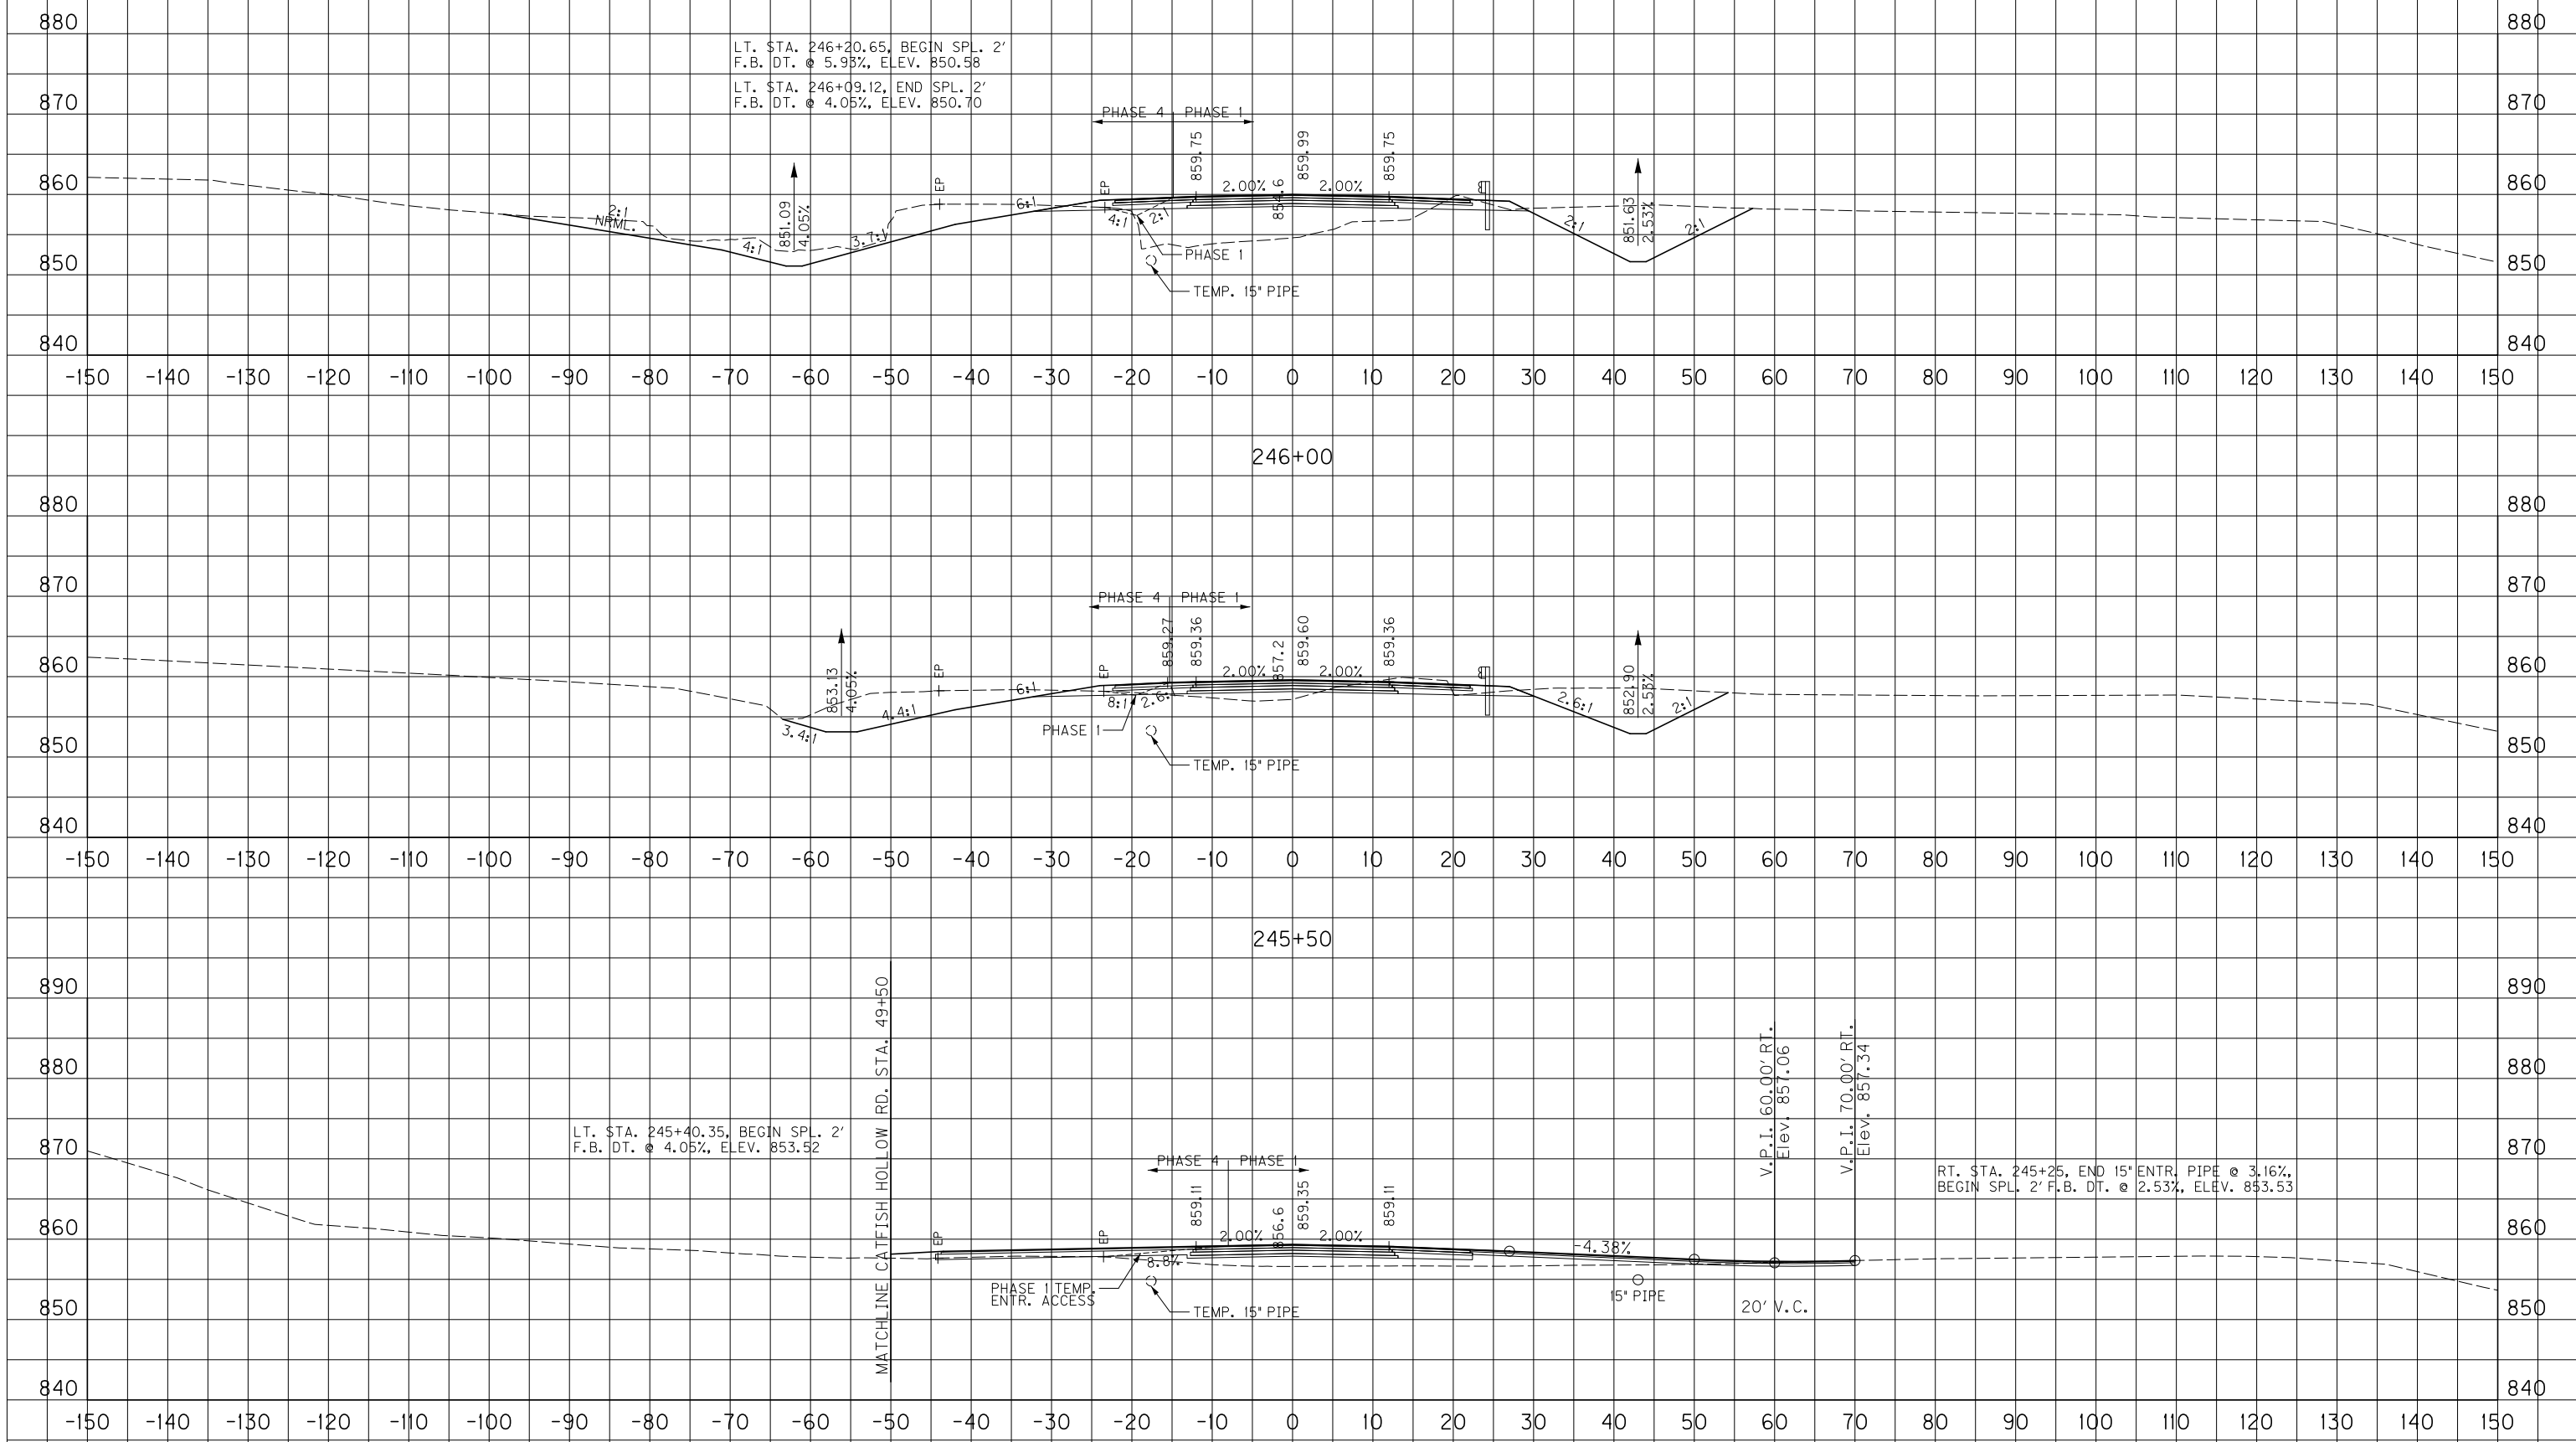 880 880
LT. STA. 246+20.65, BEGIN SPL. 2'
F.B. DT. @ 5.93%, ELEV. 850.58
LT. STA. 246+09.12, END SPL. 2'
F.B. DT. @ 4.05%, ELEV. 850.70
870 870
PHASE 4 PHASE 1
859.75 859.99 859.75
860 860
EP EP 6:1 2.00% 854.6 2.00%
2:1
NRML.
4:1 851.09 4.05% 3.7:1 4:1 2:1 2:1 851.63 2.53% 2:1
PHASE 1
850 850
TEMP. 15" PIPE
840 840
-150 -140 -130 -120 -110 -100 -90 -80 -70 -60 -50 -40 -30 -20 -10 0 10 20 30 40 50 60 70 80 90 100 110 120 130 140 150
246+00
880 880
870 870
PHASE 4 PHASE 1
859.27 859.36 859.60 859.36
860 860
EP EP 6:1 2.00% 857.2 2.00%
853.13 4.05% 4.4:1 8:1 2.6:1 2.6:1 852.90 2.53% 2:1
3.4:1
PHASE 1
850 850
TEMP. 15" PIPE
840 840
-150 -140 -130 -120 -110 -100 -90 -80 -70 -60 -50 -40 -30 -20 -10 0 10 20 30 40 50 60 70 80 90 100 110 120 130 140 150
245+50
890 890
MATCHLINE CATFISH HOLLOW RD. STA. 49+50
880 880
V.P.I. 60.00' RT.
Elev. 857.06
V.P.I. 70.00' RT.
Elev. 857.34
LT. STA. 245+40.35, BEGIN SPL. 2'
F.B. DT. @ 4.05%, ELEV. 853.52
870 870
PHASE 4 PHASE 1
RT. STA. 245+25, END 15" ENTR. PIPE @ 3.16%,
BEGIN SPL. 2' F.B. DT. @ 2.53%, ELEV. 853.53
859.11 859.35 859.11
860 860
EP EP 2.00% 856.6 2.00% -4.38%
8.8%
PHASE 1 TEMP.
ENTR. ACCESS
15" PIPE
20' V.C.
850 850
TEMP. 15" PIPE
840 840
-150 -140 -130 -120 -110 -100 -90 -80 -70 -60 -50 -40 -30 -20 -10 0 10 20 30 40 50 60 70 80 90 100 110 120 130 140 150